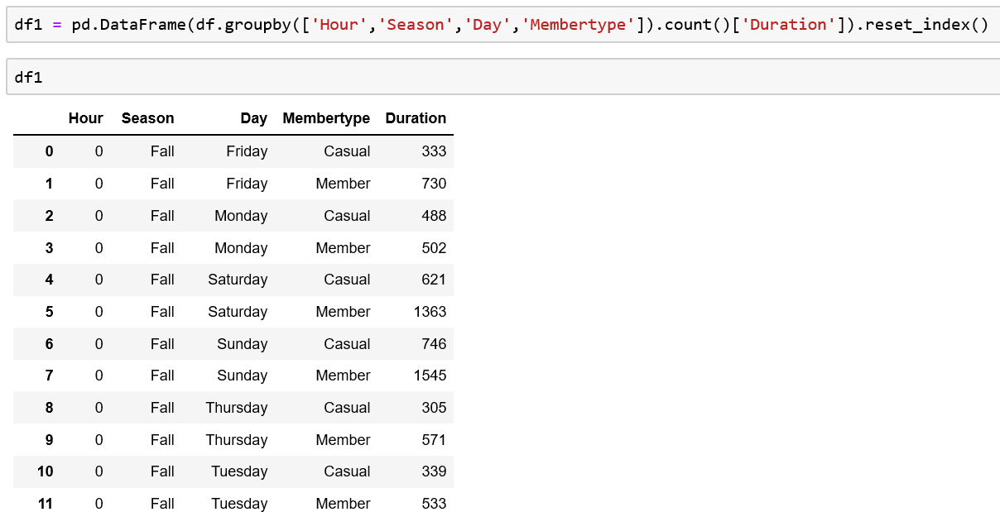 df1 = pd.DataFrame(df.groupby(['Hour','Season','Day','Membertype']).count()['Duration']).reset_index()
df1
Hour Season Day Membertype Duration
0 0 Fall Friday Casual 333
1 0 Fall Friday Member 730
2 0 Fall Monday Casual 488
3 0 Fall Monday Member 502
4 0 Fall Saturday Casual 621
5 0 Fall Saturday Member 1363
6 0 Fall Sunday Casual 746
7 0 Fall Sunday Member 1545
8 0 Fall Thursday Casual 305
9 0 Fall Thursday Member 571
10 0 Fall Tuesday Casual 339
11 0 Fall Tuesday Member 533